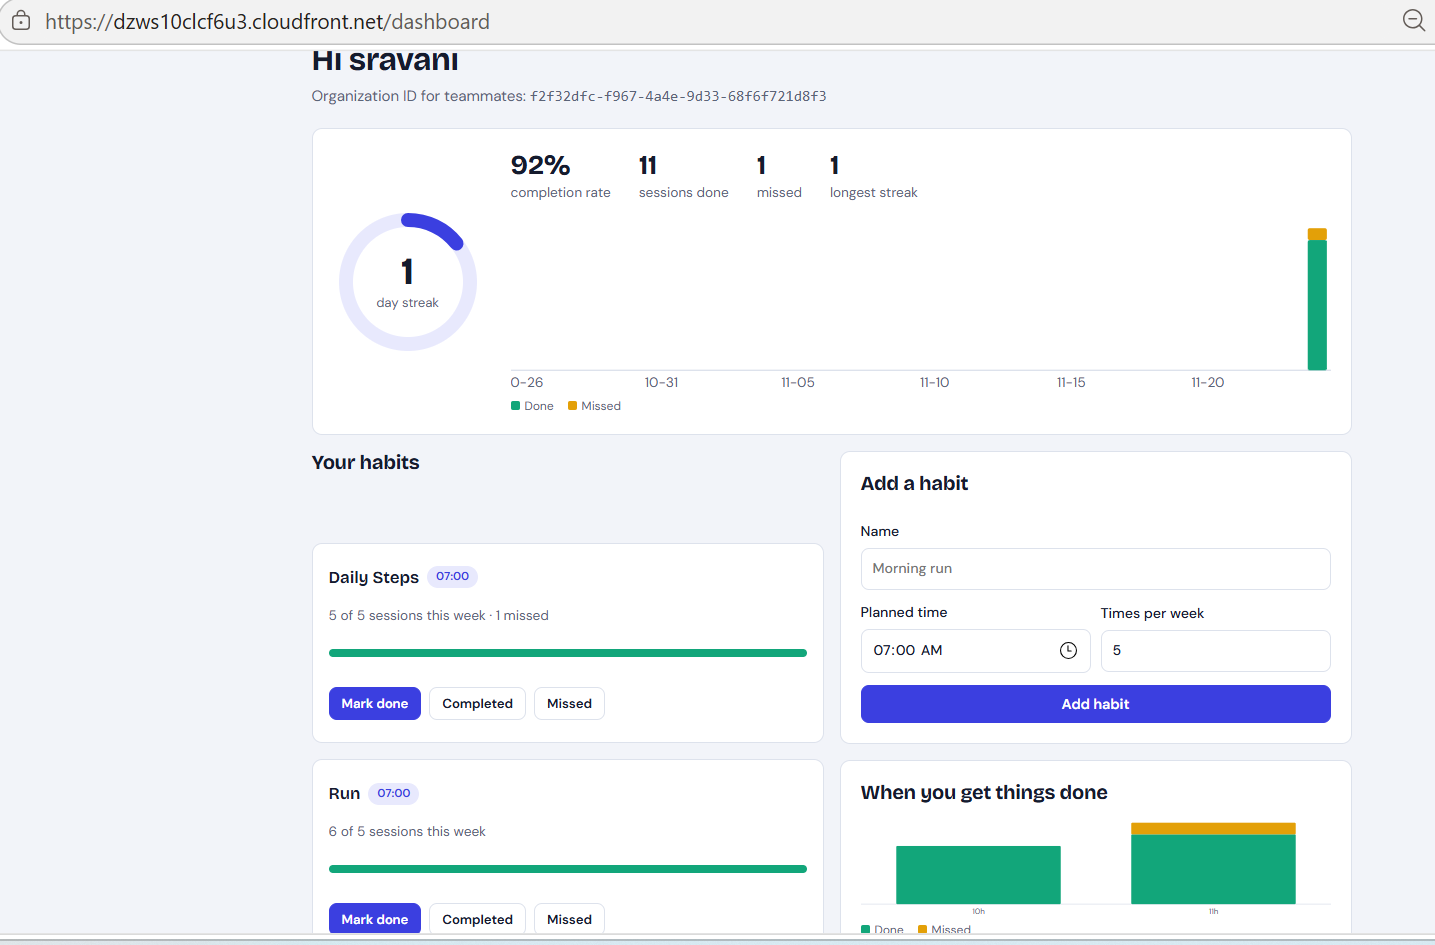 https://dzws10clcf6u3.cloudfront.net/dashboard
Hi sravani
Organization ID for teammates: f2f32dfc-f967-4a4e-9d33-68f6f721d8f3
92%
completion rate
11
sessions done
1
missed
1
longest streak
1
day streak
0-26 10-31 11-05 11-10 11-15 11-20
Done Missed
Your habits
Daily Steps 07:00
5 of 5 sessions this week · 1 missed
Mark done Completed Missed
Run 07:00
6 of 5 sessions this week
Mark done Completed Missed
Add a habit
Name
Morning run
Planned time Times per week
07:00 AM 5
Add habit
When you get things done
10h 11h
Done Missed